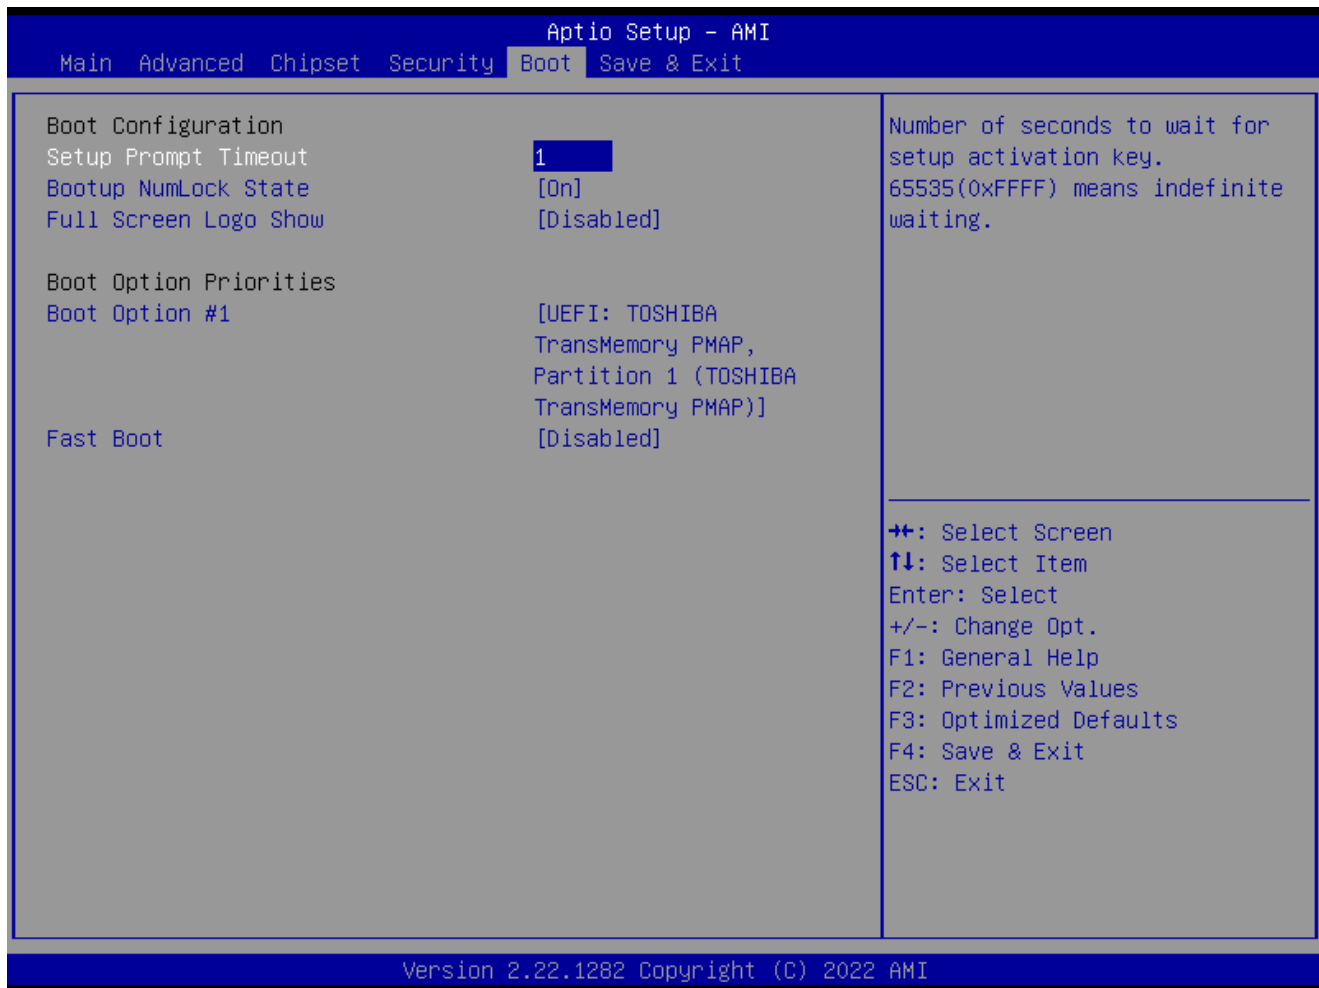 Aptio Setup – AMI
Main Advanced Chipset Security Boot Save & Exit
Boot Configuration
Setup Prompt Timeout 1
Bootup NumLock State [On]
Full Screen Logo Show [Disabled]
Boot Option Priorities
Boot Option #1 [UEFI: TOSHIBA
TransMemory PMAP,
Partition 1 (TOSHIBA
TransMemory PMAP)]
Fast Boot [Disabled]
Number of seconds to wait for
setup activation key.
65535(0xFFFF) means indefinite
waiting.
→←: Select Screen
↑↓: Select Item
Enter: Select
+/-: Change Opt.
F1: General Help
F2: Previous Values
F3: Optimized Defaults
F4: Save & Exit
ESC: Exit
Version 2.22.1282 Copyright (C) 2022 AMI